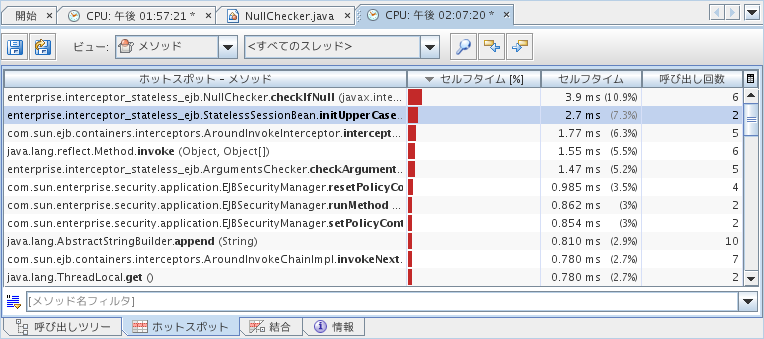 開始 CPU: 午後 01:57:21 * NullChecker.java CPU: 午後 02:07:20 *
ビュー: メソッド <すべてのスレッド>
ホットスポット – メソッド セルフタイム [%] セルフタイム 呼び出し回数
enterprise.interceptor_stateless_ejb.NullChecker.checkIfNull (javax.inte... 3.9 ms (10.9%) 6
enterprise.interceptor_stateless_ejb.StatelessSessionBean.initUpperCase... 2.7 ms (7.3%) 2
com.sun.ejb.containers.interceptors.AroundInvokeInterceptor.intercept... 1.77 ms (6.3%) 5
java.lang.reflect.Method.invoke (Object, Object[]) 1.55 ms (5.5%) 6
enterprise.interceptor_stateless_ejb.ArgumentsChecker.checkArgument... 1.47 ms (5.2%) 5
com.sun.enterprise.security.application.EJBSecurityManager.resetPolicyCo 0.985 ms (3.5%) 4
com.sun.enterprise.security.application.EJBSecurityManager.runMethod ... 0.862 ms (3%) 2
com.sun.enterprise.security.application.EJBSecurityManager.setPolicyCont 0.854 ms (3%) 2
java.lang.AbstractStringBuilder.append (String) 0.810 ms (2.9%) 10
com.sun.ejb.containers.interceptors.AroundInvokeChainImpl.invokeNext. 0.780 ms (2.7%) 7
java.lang.ThreadLocal.get () 0.780 ms (2.7%) 2
[メソッド名フィルタ]
呼び出しツリー ホットスポット 結合 情報